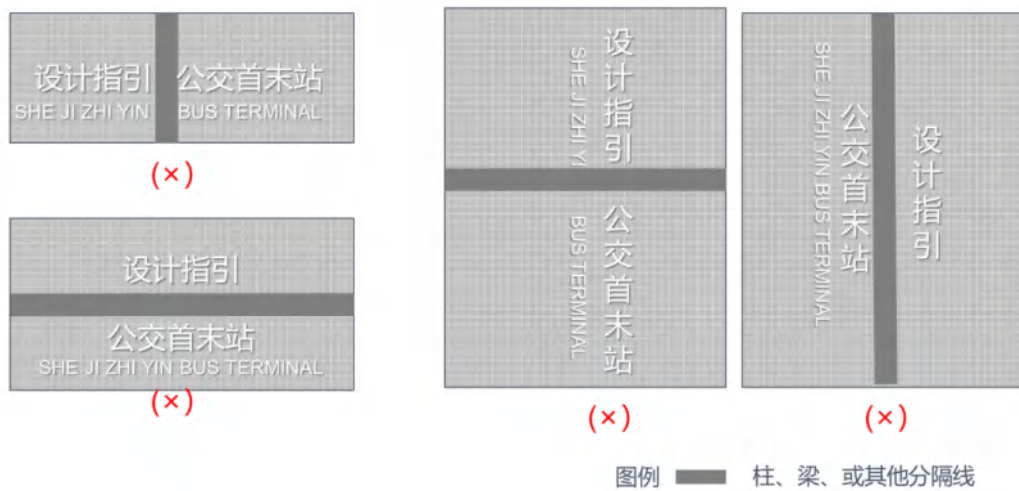 设计指引 公交首末站
SHE JI ZHI YIN BUS TERMINAL
(×)
设计指引
公交首末站
SHE JI ZHI YIN BUS TERMINAL
(×)
设计指引
SHE JI ZHI YI
公交首末站
BUS TERMINAL
(×)
设计指引
公交首末站
SHE JI ZHI YIN BUS TERMINAL
(×)
图例 柱、梁、或其他分隔线